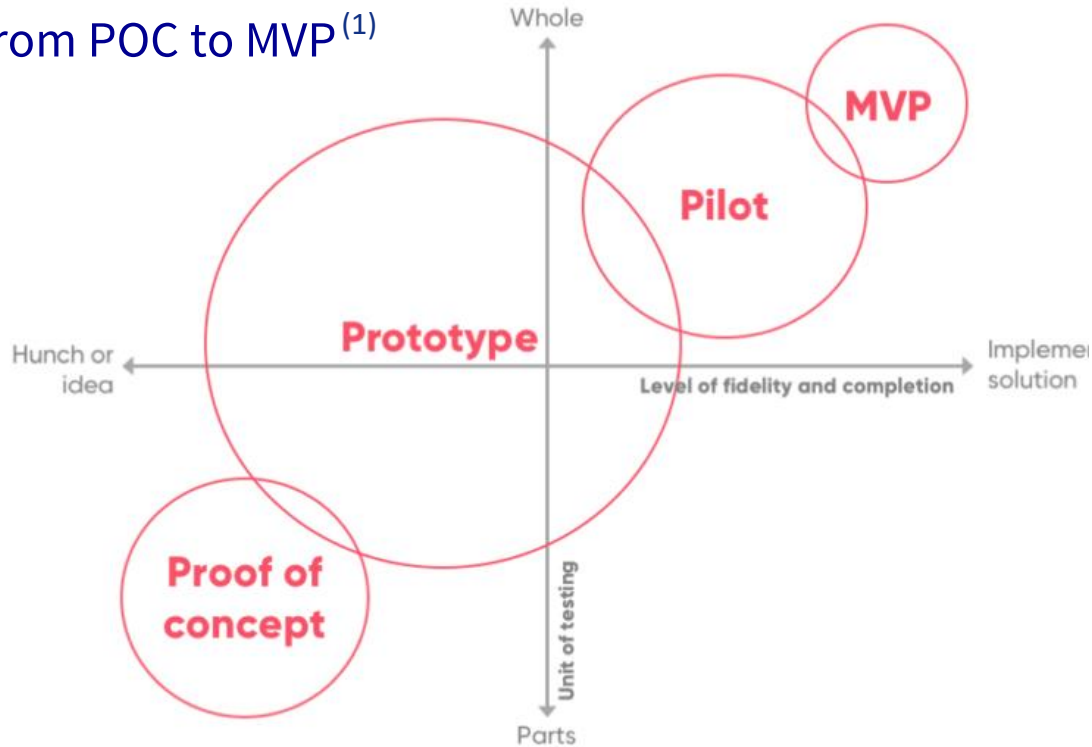 rom POC to MVP (1)
Whole
MVP
Pilot
Prototype
Hunch or
idea
Implemen
solution
Level of fidelity and completion
Proof of
concept
Unit of testing
Parts